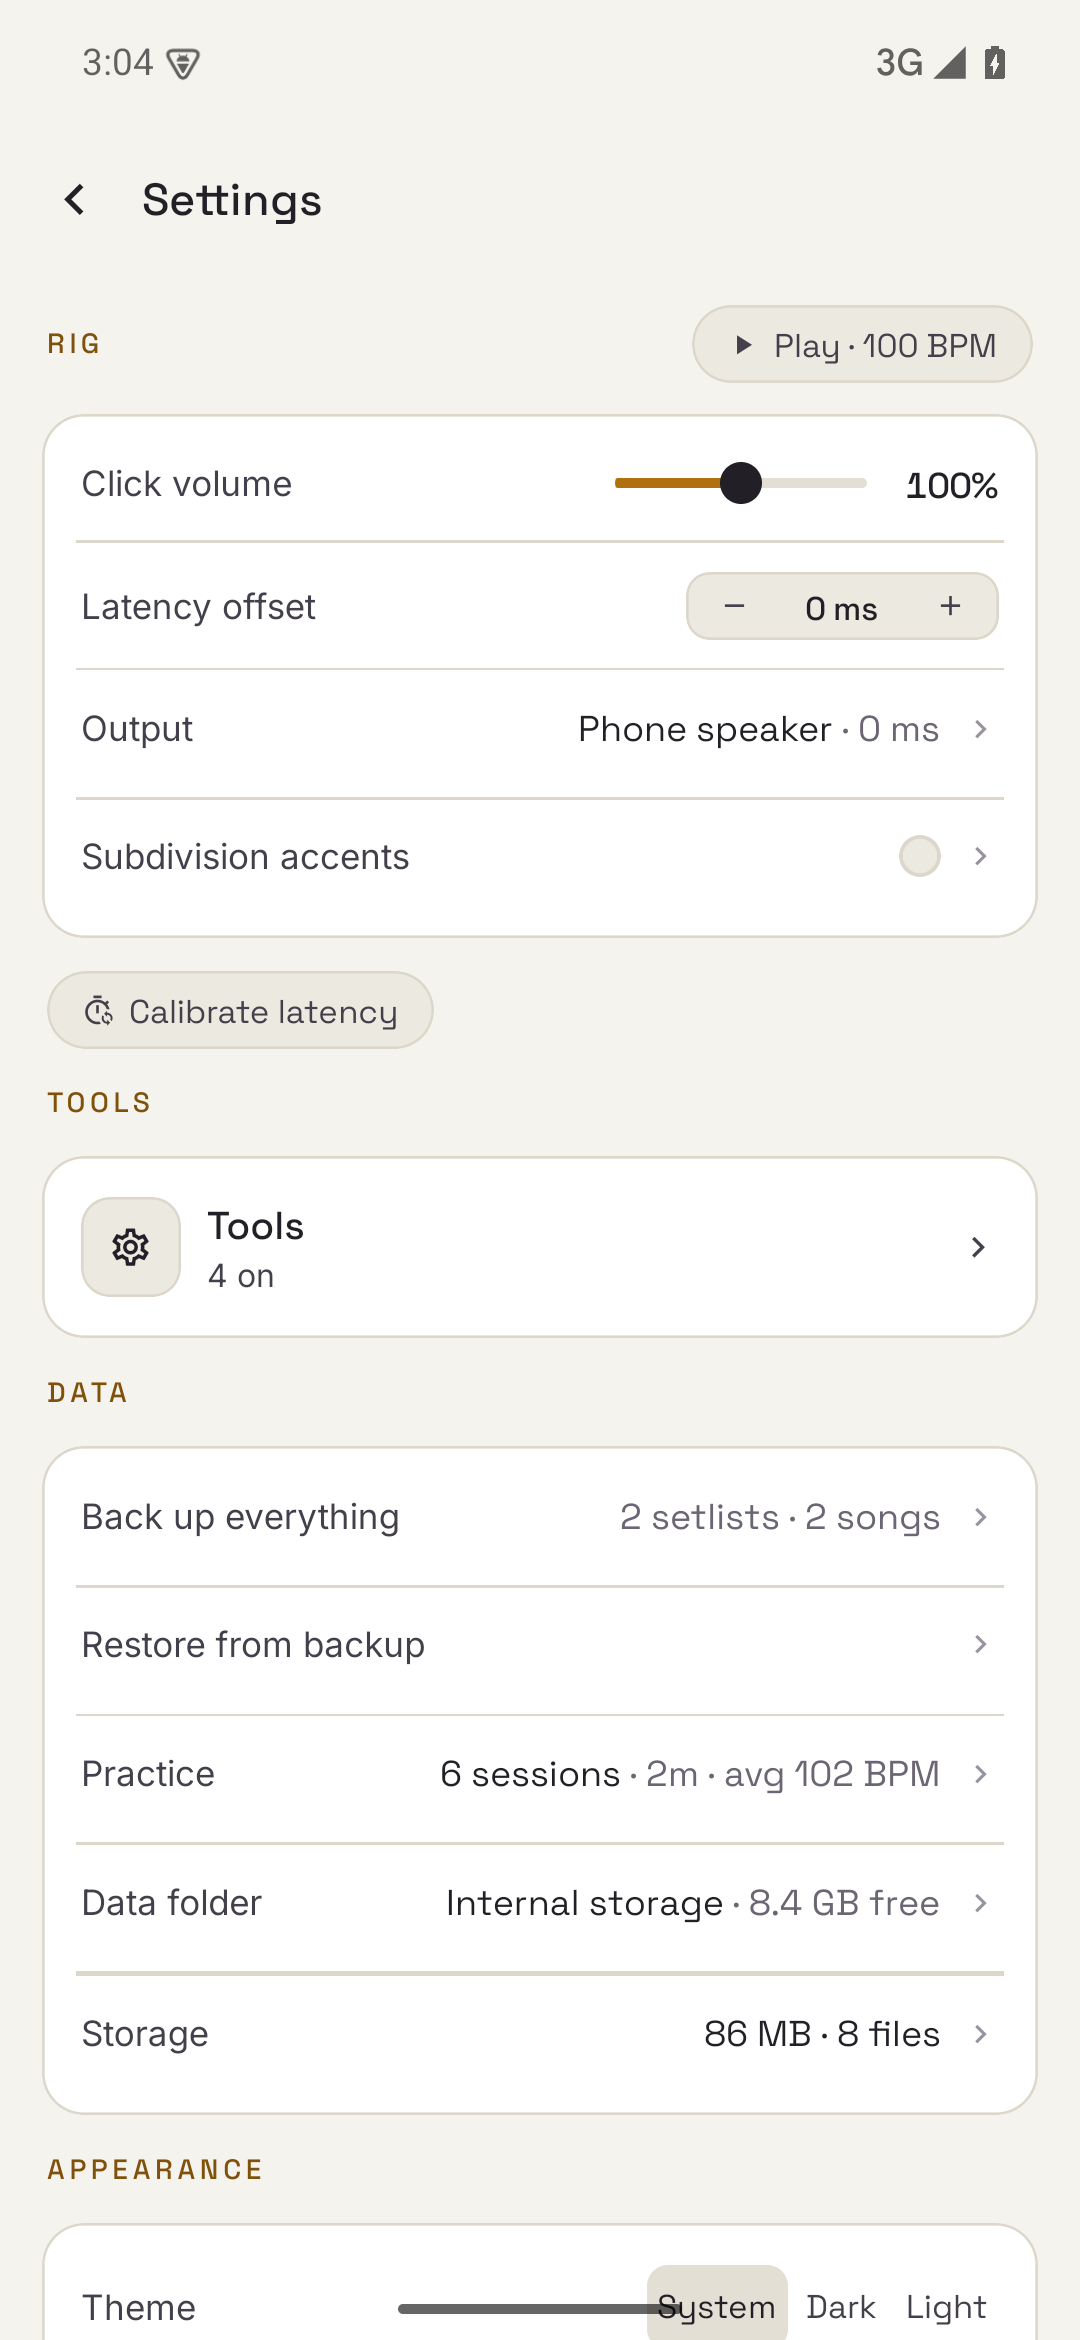 3:04 3G
Settings
RIG
Play · 100 BPM
Click volume 100%
Latency offset − 0 ms +
Output Phone speaker · 0 ms
Subdivision accents
Calibrate latency
TOOLS
Tools
4 on
DATA
Back up everything 2 setlists · 2 songs
Restore from backup
Practice 6 sessions · 2m · avg 102 BPM
Data folder Internal storage · 8.4 GB free
Storage 86 MB · 8 files
APPEARANCE
Theme System Dark Light